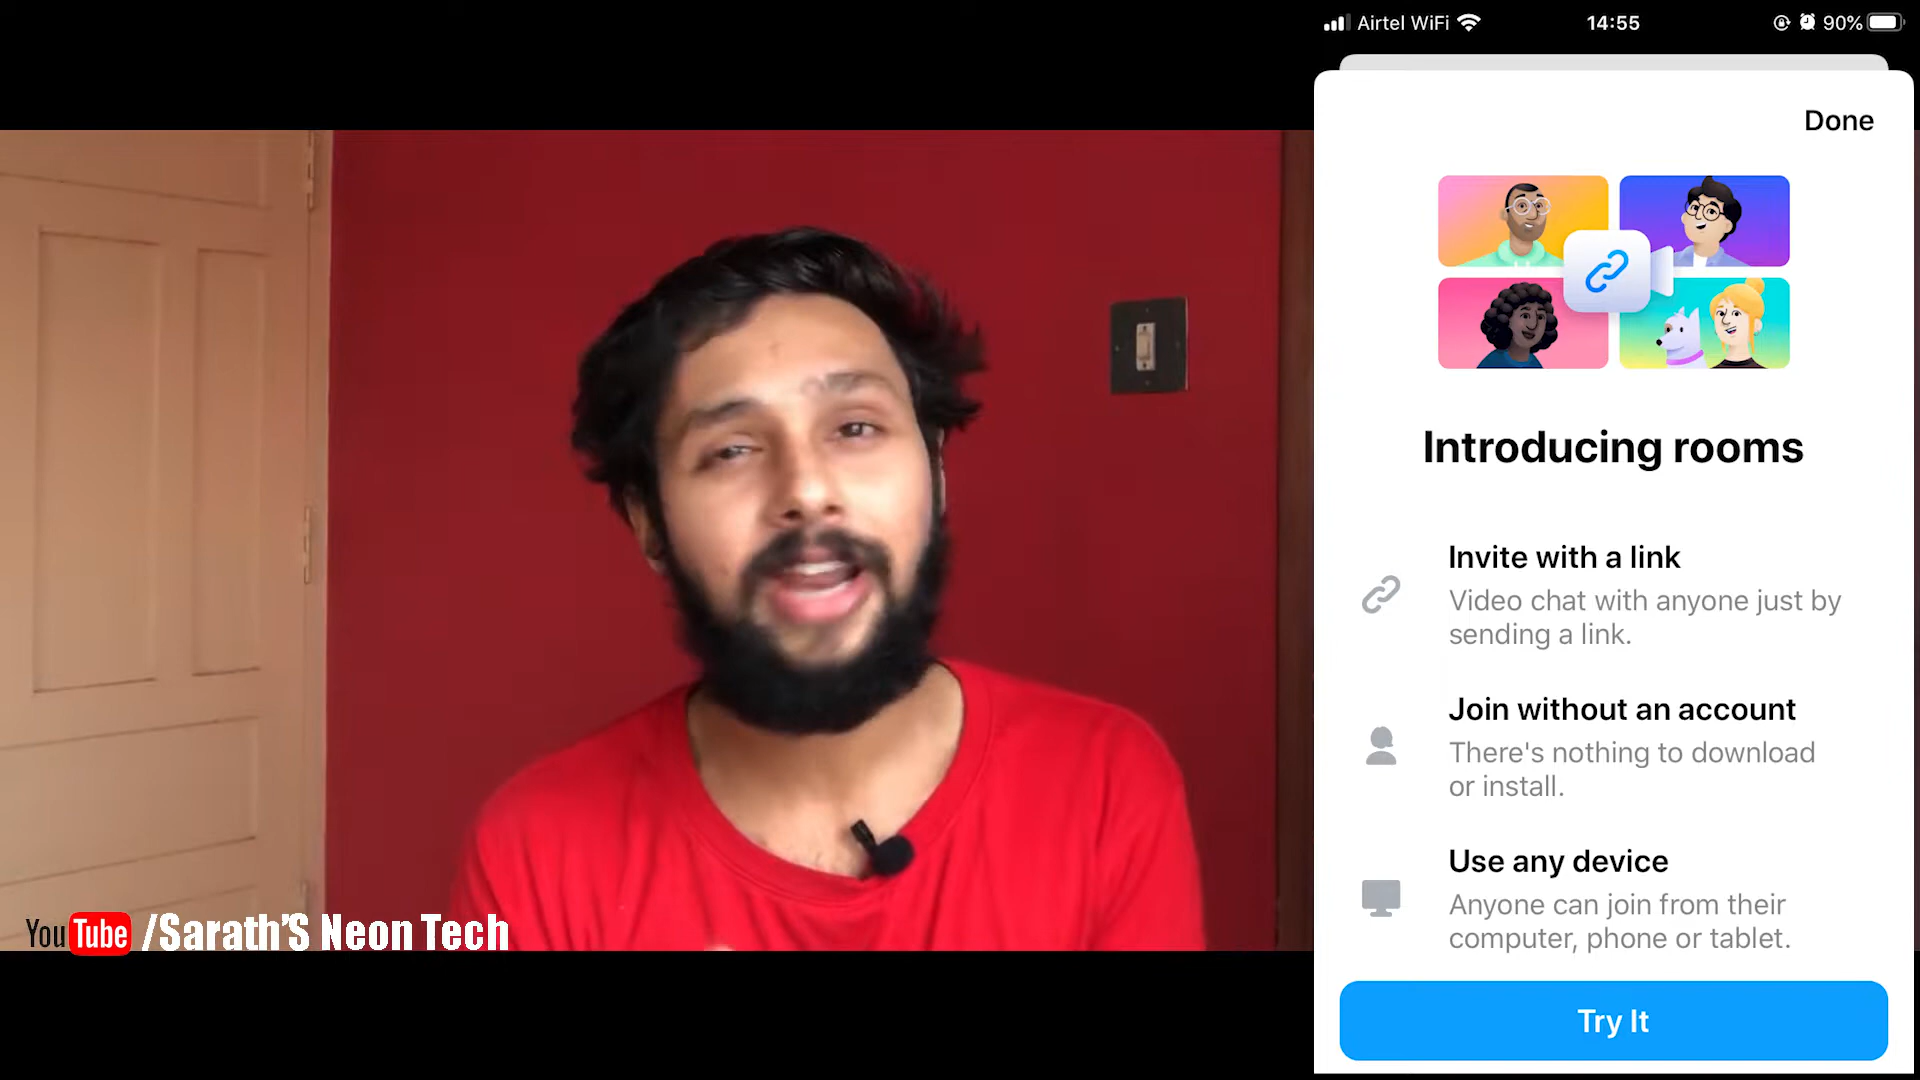 Airtel WiFi
14:55
90%
Done
Introducing rooms
Invite with a link
Video chat with anyone just by
sending a link.
Join without an account
There's nothing to download
or install.
Use any device
Anyone can join from their
computer, phone or tablet.
Try It
YouTube /Sarath'S Neon Tech